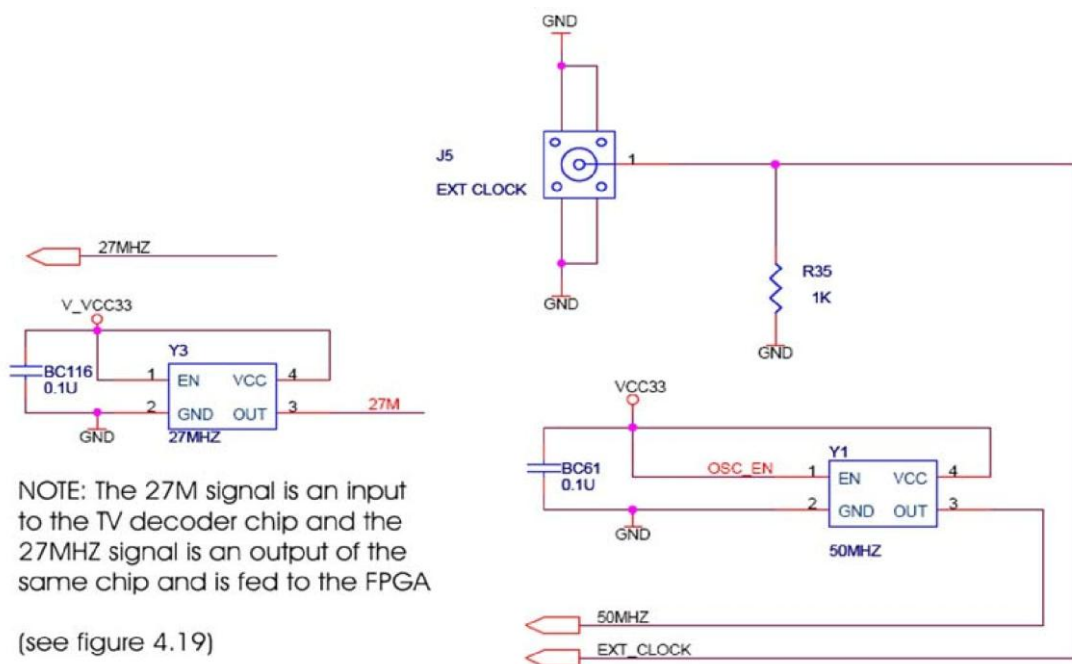 GND
J5
EXT CLOCK
1
R35
1K
GND
GND
27MHZ
V_VCC33
BC116
0.1U
Y3
1 EN VCC 4
2 GND OUT 3
27MHZ
27M
GND
NOTE: The 27M signal is an input
to the TV decoder chip and the
27MHZ signal is an output of the
same chip and is fed to the FPGA
(see figure 4.19)
VCC33
BC61
0.1U
OSC_EN
Y1
1 EN VCC 4
2 GND OUT 3
50MHZ
GND
50MHZ
EXT_CLOCK